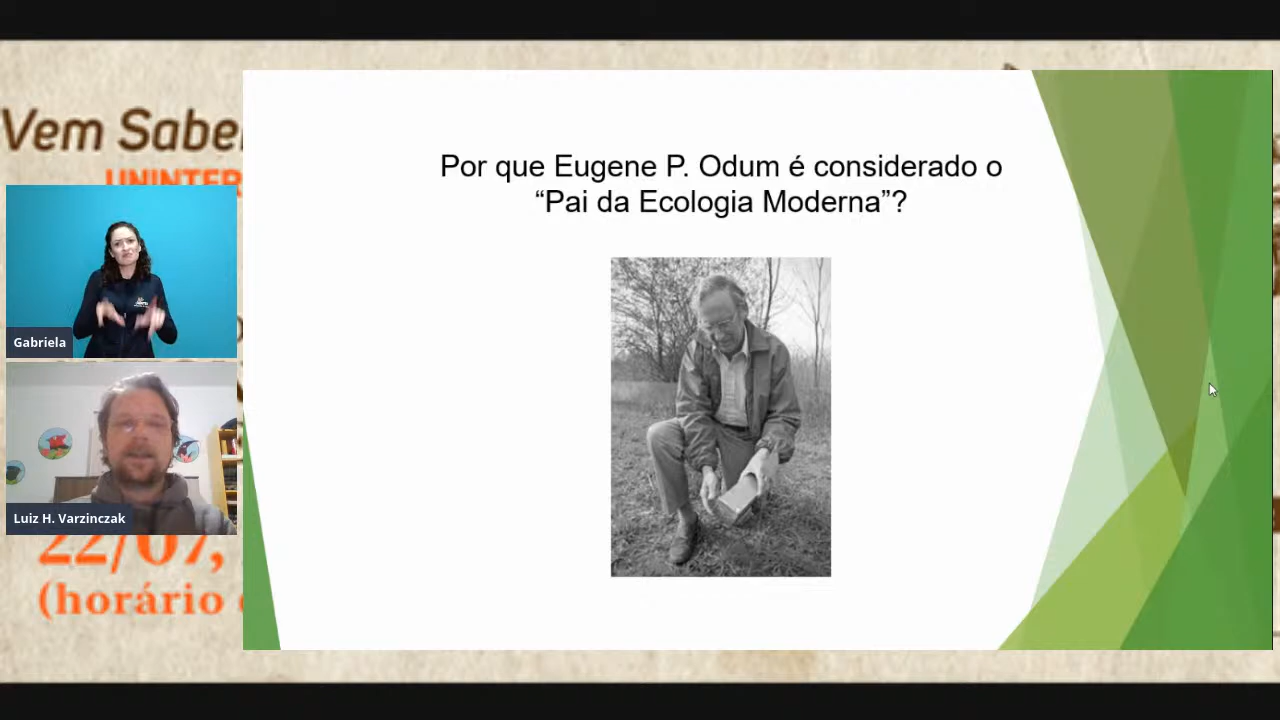 Vem Saber
UNINTER
Por que Eugene P. Odum é considerado o
“Pai da Ecologia Moderna”?
Gabriela
Luiz H. Varzinczak
22/07,
(horário